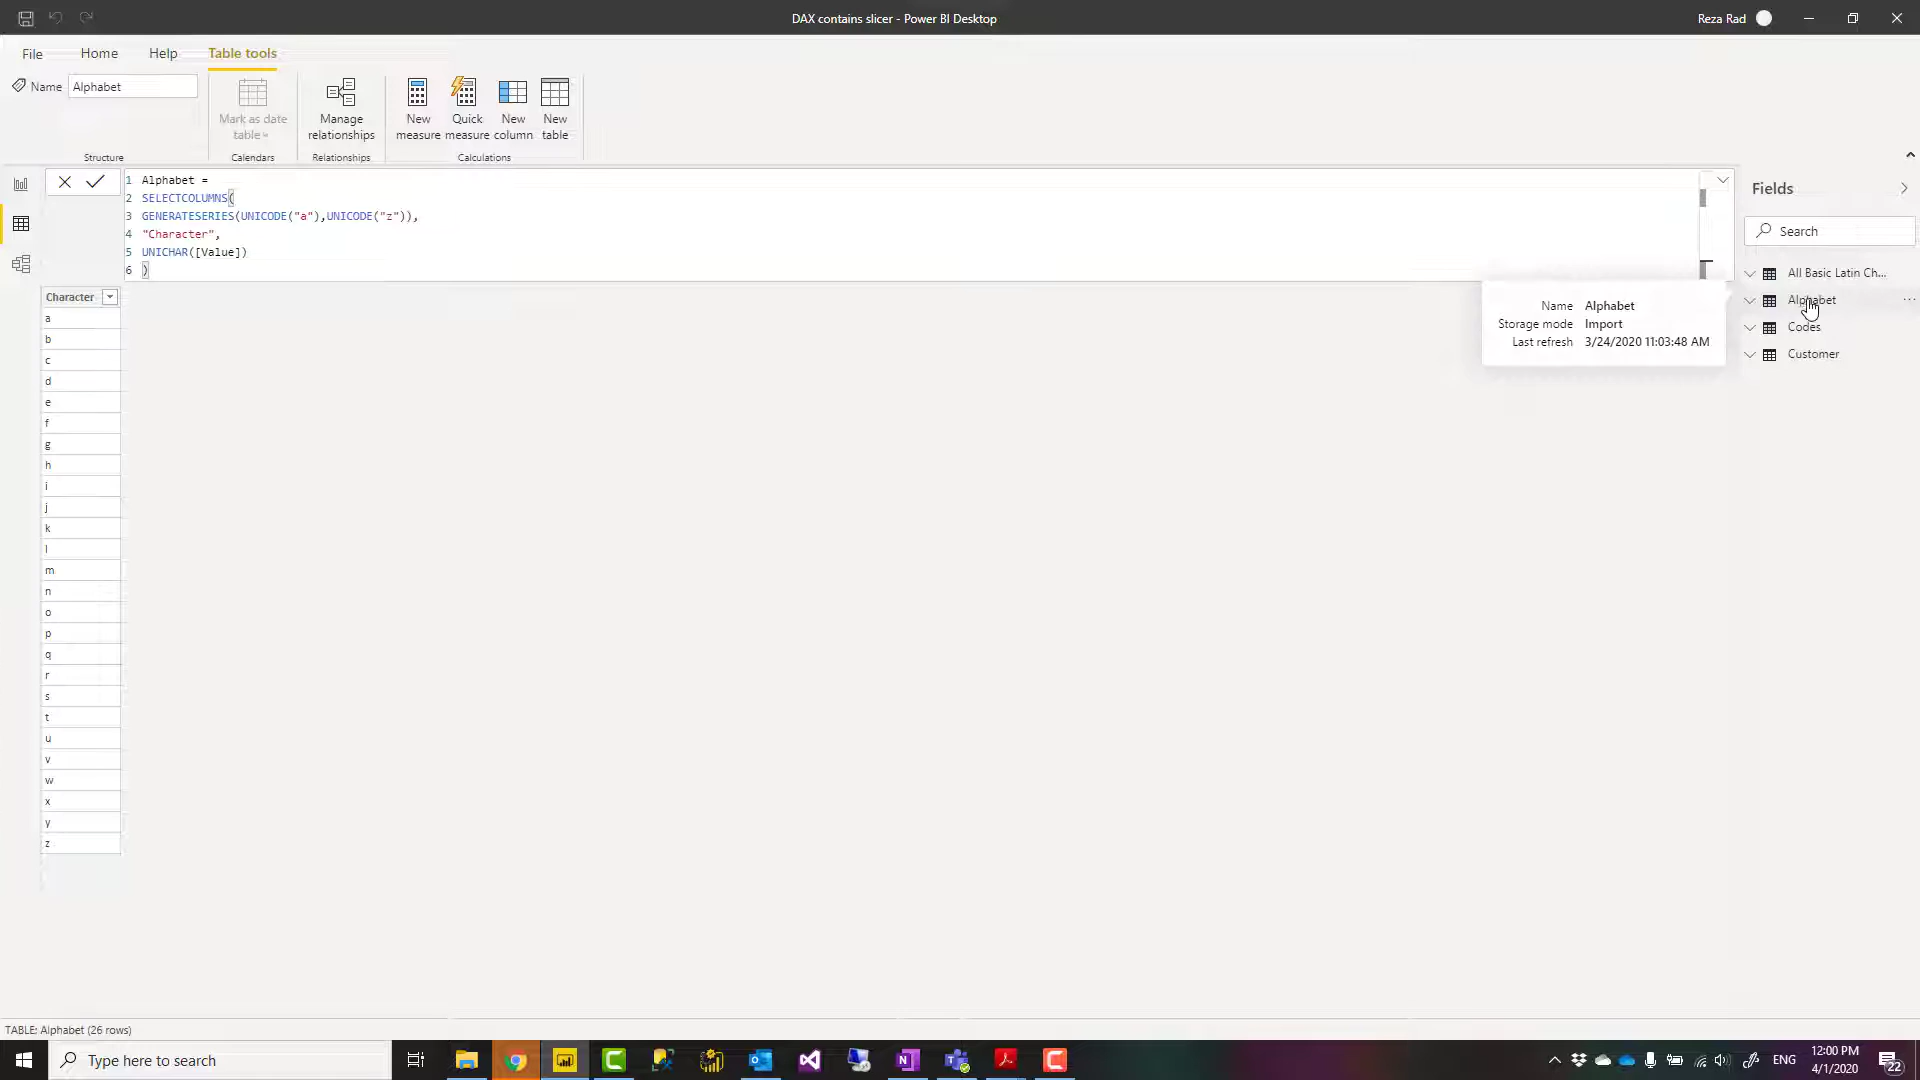 DAX contains slicer - Power BI Desktop
Reza Rad
File
Home
Help
Table tools
Name
Alphabet
Mark as date
table
Manage
relationships
New
measure
Quick
measure
New
column
New
table
Structure
Calendars
Relationships
Calculations
1 Alphabet =
2 SELECTCOLUMNS(
3 GENERATESERIES(UNICODE("a"),UNICODE("z")),
4 "Character",
5 UNICHAR([Value])
6 )
Character
a
b
c
d
e
f
g
h
i
j
k
l
m
n
o
p
q
r
s
t
u
v
w
x
y
z
Name Alphabet
Storage mode Import
Last refresh 3/24/2020 11:03:48 AM
Fields
Search
All Basic Latin Ch...
Alphabet
Codes
Customer
TABLE: Alphabet (26 rows)
Type here to search
ENG
12:00 PM
4/1/2020
22